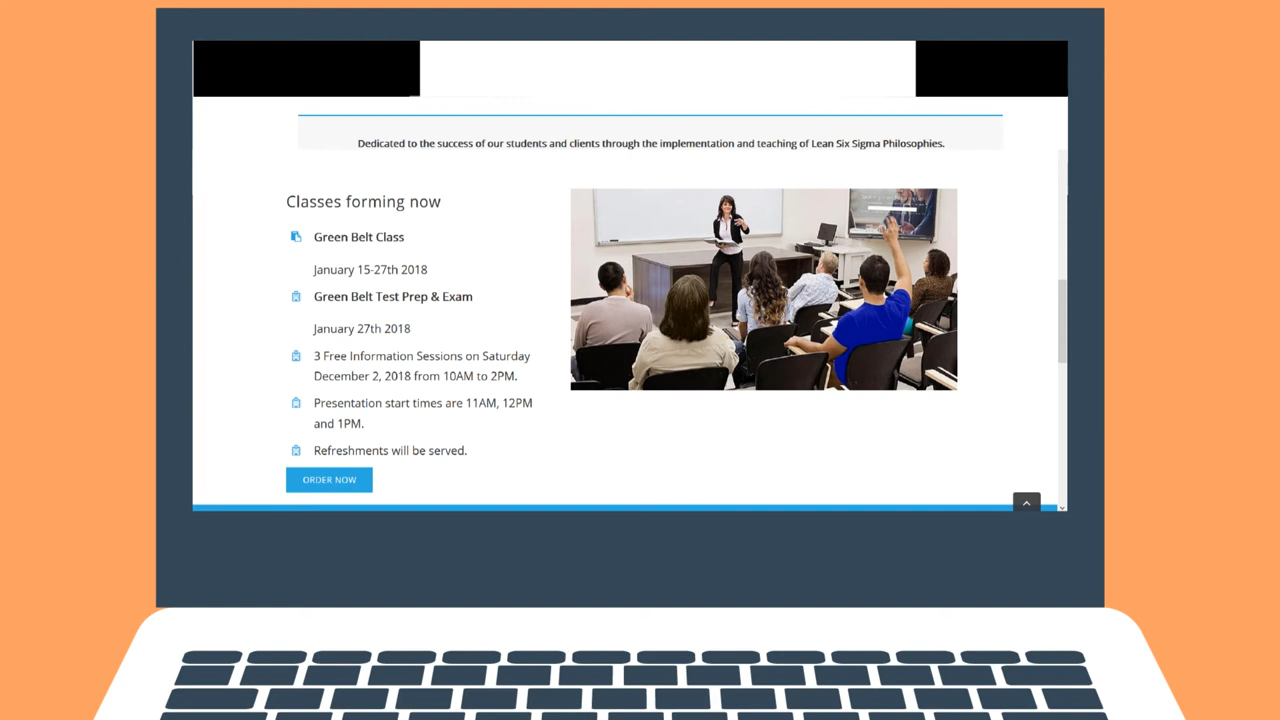 Dedicated to the success of our students and clients through the implementation and teaching of Lean Six Sigma Philosophies.
Classes forming now
Green Belt Class
January 15-27th 2018
Green Belt Test Prep & Exam
January 27th 2018
3 Free Information Sessions on Saturday
December 2, 2018 from 10AM to 2PM.
Presentation start times are 11AM, 12PM
and 1PM.
Refreshments will be served.
ORDER NOW